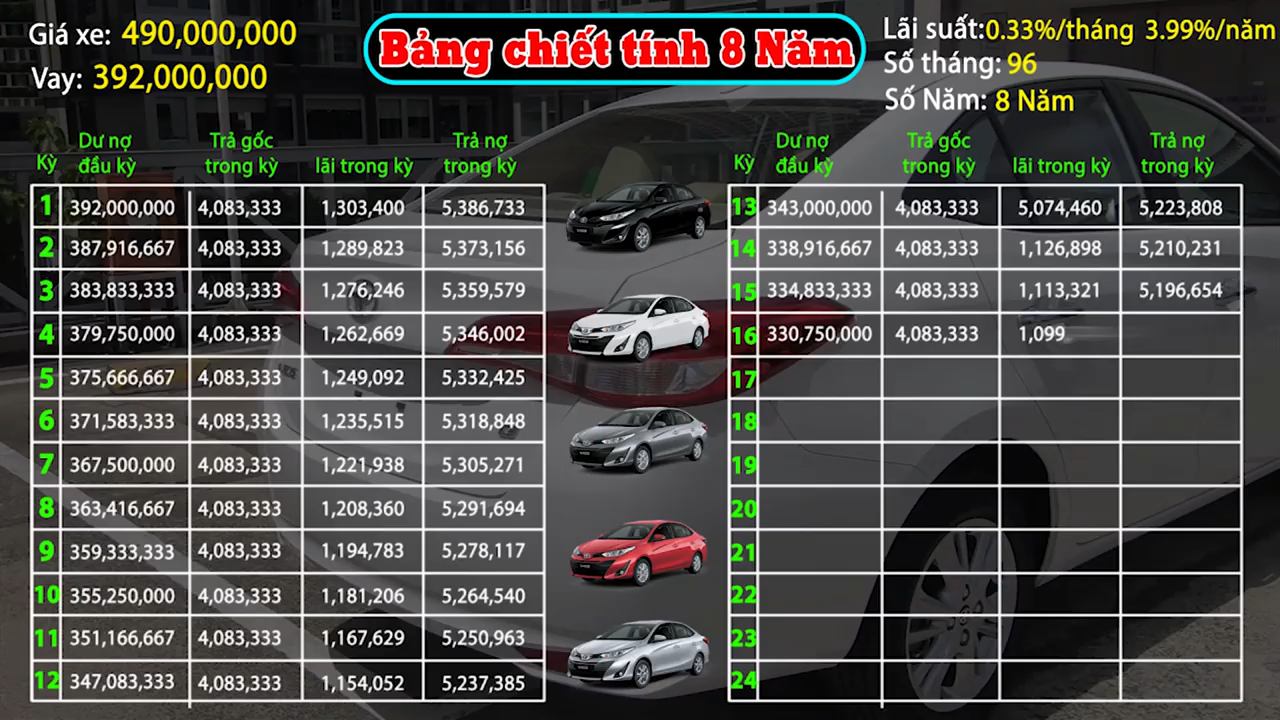 Giá xe: 490,000,000
Vay: 392,000,000
Bảng chiết tính 8 Năm
Lãi suất:0.33%/tháng 3.99%/năm
Số tháng: 96
Số Năm: 8 Năm
Kỳ Dư nợ đầu kỳ Trả gốc trong kỳ lãi trong kỳ Trả nợ trong kỳ
1 392,000,000 4,083,333 1,303,400 5,386,733
2 387,916,667 4,083,333 1,289,823 5,373,156
3 383,833,333 4,083,333 1,276,246 5,359,579
4 379,750,000 4,083,333 1,262,669 5,346,002
5 375,666,667 4,083,333 1,249,092 5,332,425
6 371,583,333 4,083,333 1,235,515 5,318,848
7 367,500,000 4,083,333 1,221,938 5,305,271
8 363,416,667 4,083,333 1,208,360 5,291,694
9 359,333,333 4,083,333 1,194,783 5,278,117
10 355,250,000 4,083,333 1,181,206 5,264,540
11 351,166,667 4,083,333 1,167,629 5,250,963
12 347,083,333 4,083,333 1,154,052 5,237,385
Kỳ Dư nợ đầu kỳ Trả gốc trong kỳ lãi trong kỳ Trả nợ trong kỳ
13 343,000,000 4,083,333 5,074,460 5,223,808
14 338,916,667 4,083,333 1,126,898 5,210,231
15 334,833,333 4,083,333 1,113,321 5,196,654
16 330,750,000 4,083,333 1,099
17
18
19
20
21
22
23
24